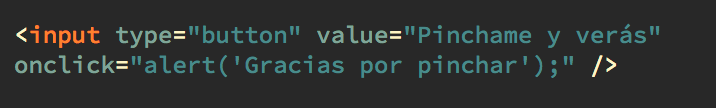 <input type="button" value="Pinchame y verás"
onclick="alert('Gracias por pinchar');" />